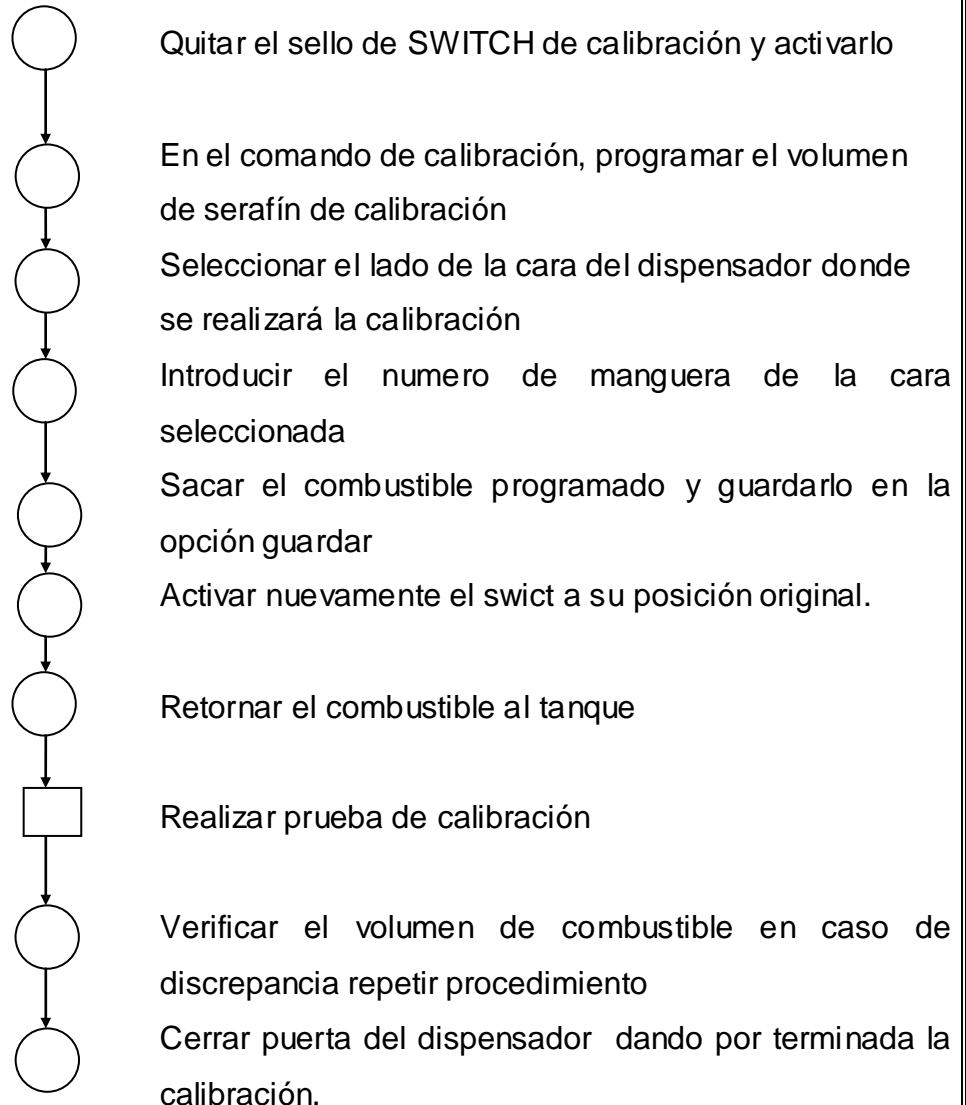 Quitar el sello de SWITCH de calibración y activarlo
En el comando de calibración, programar el volumen
de serafín de calibración
Seleccionar el lado de la cara del dispensador donde
se realizará la calibración
Introducir el numero de manguera de la cara
seleccionada
Sacar el combustible programado y guardarlo en la
opción guardar
Activar nuevamente el swict a su posición original.
Retornar el combustible al tanque
Realizar prueba de calibración
Verificar el volumen de combustible en caso de
discrepancia repetir procedimiento
Cerrar puerta del dispensador dando por terminada la
calibración.